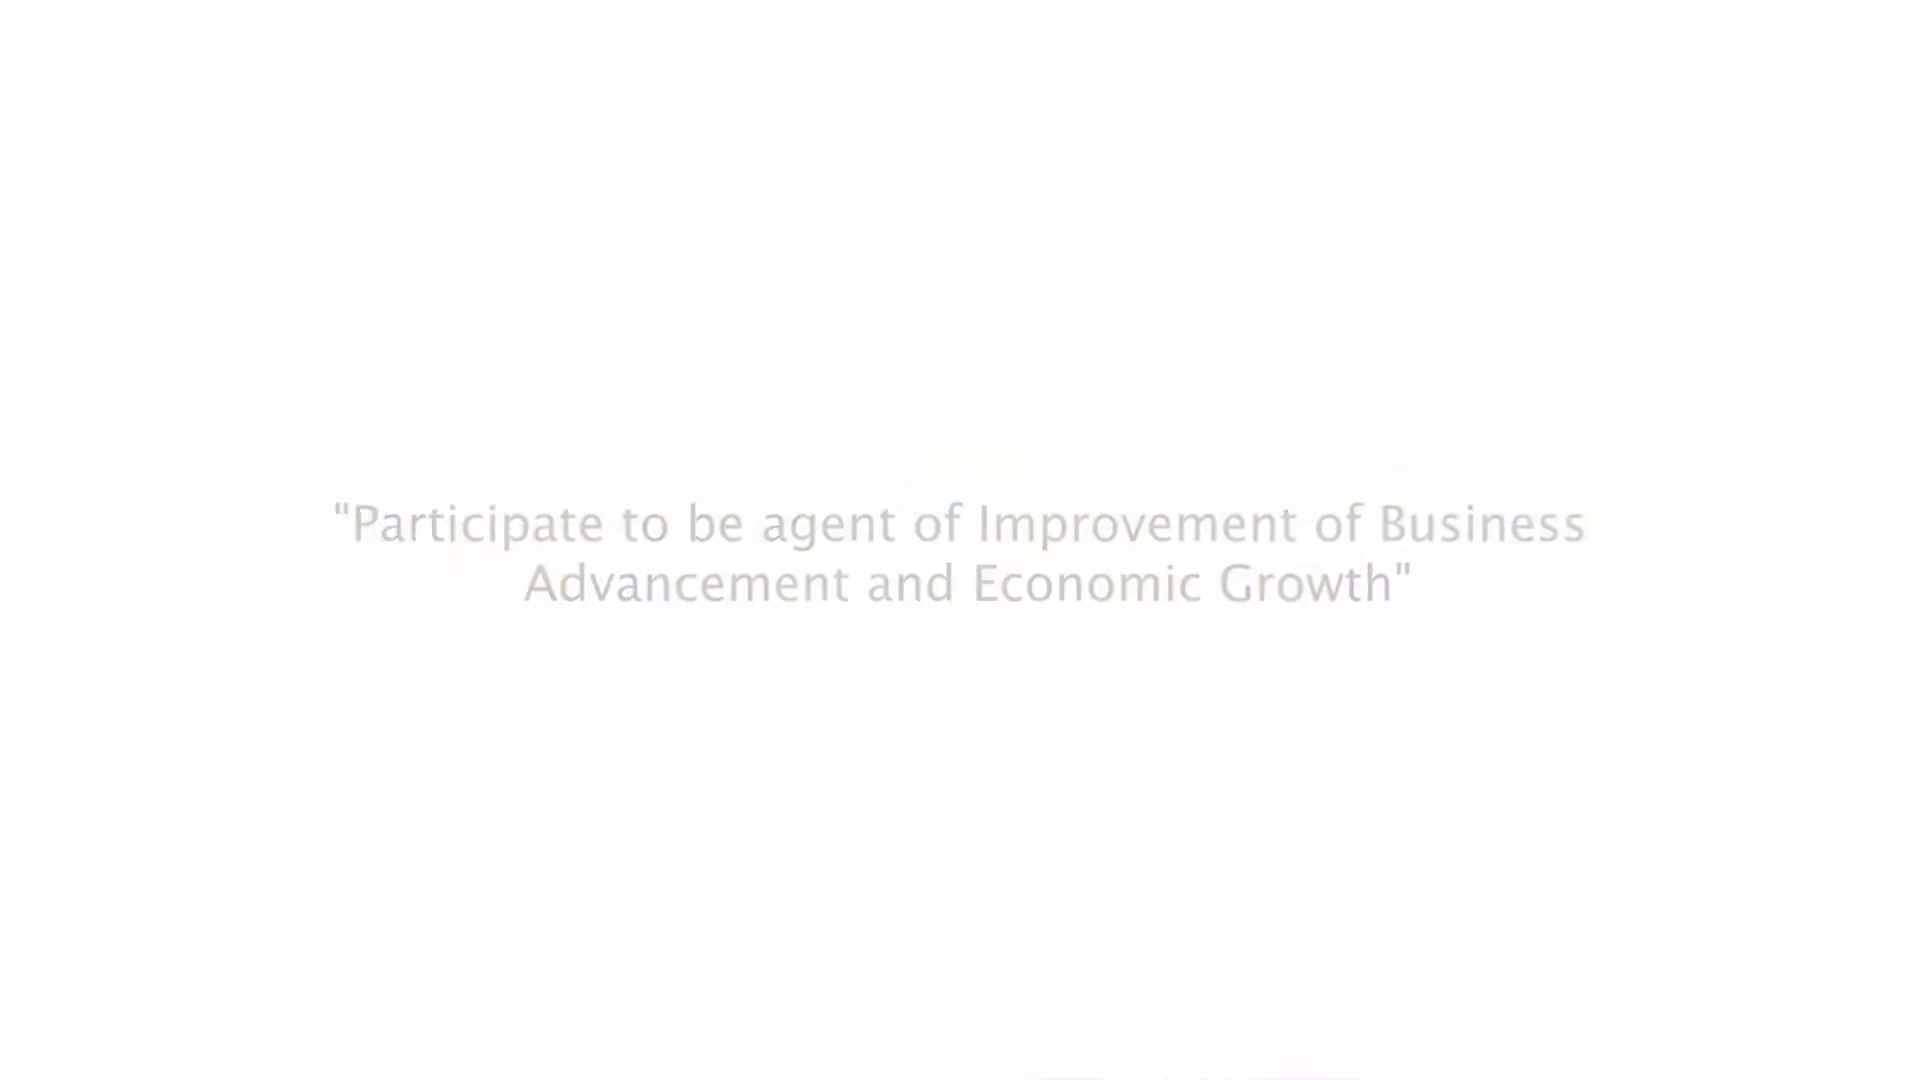 "Participate to be agent of Improvement of Business
Advancement and Economic Growth"